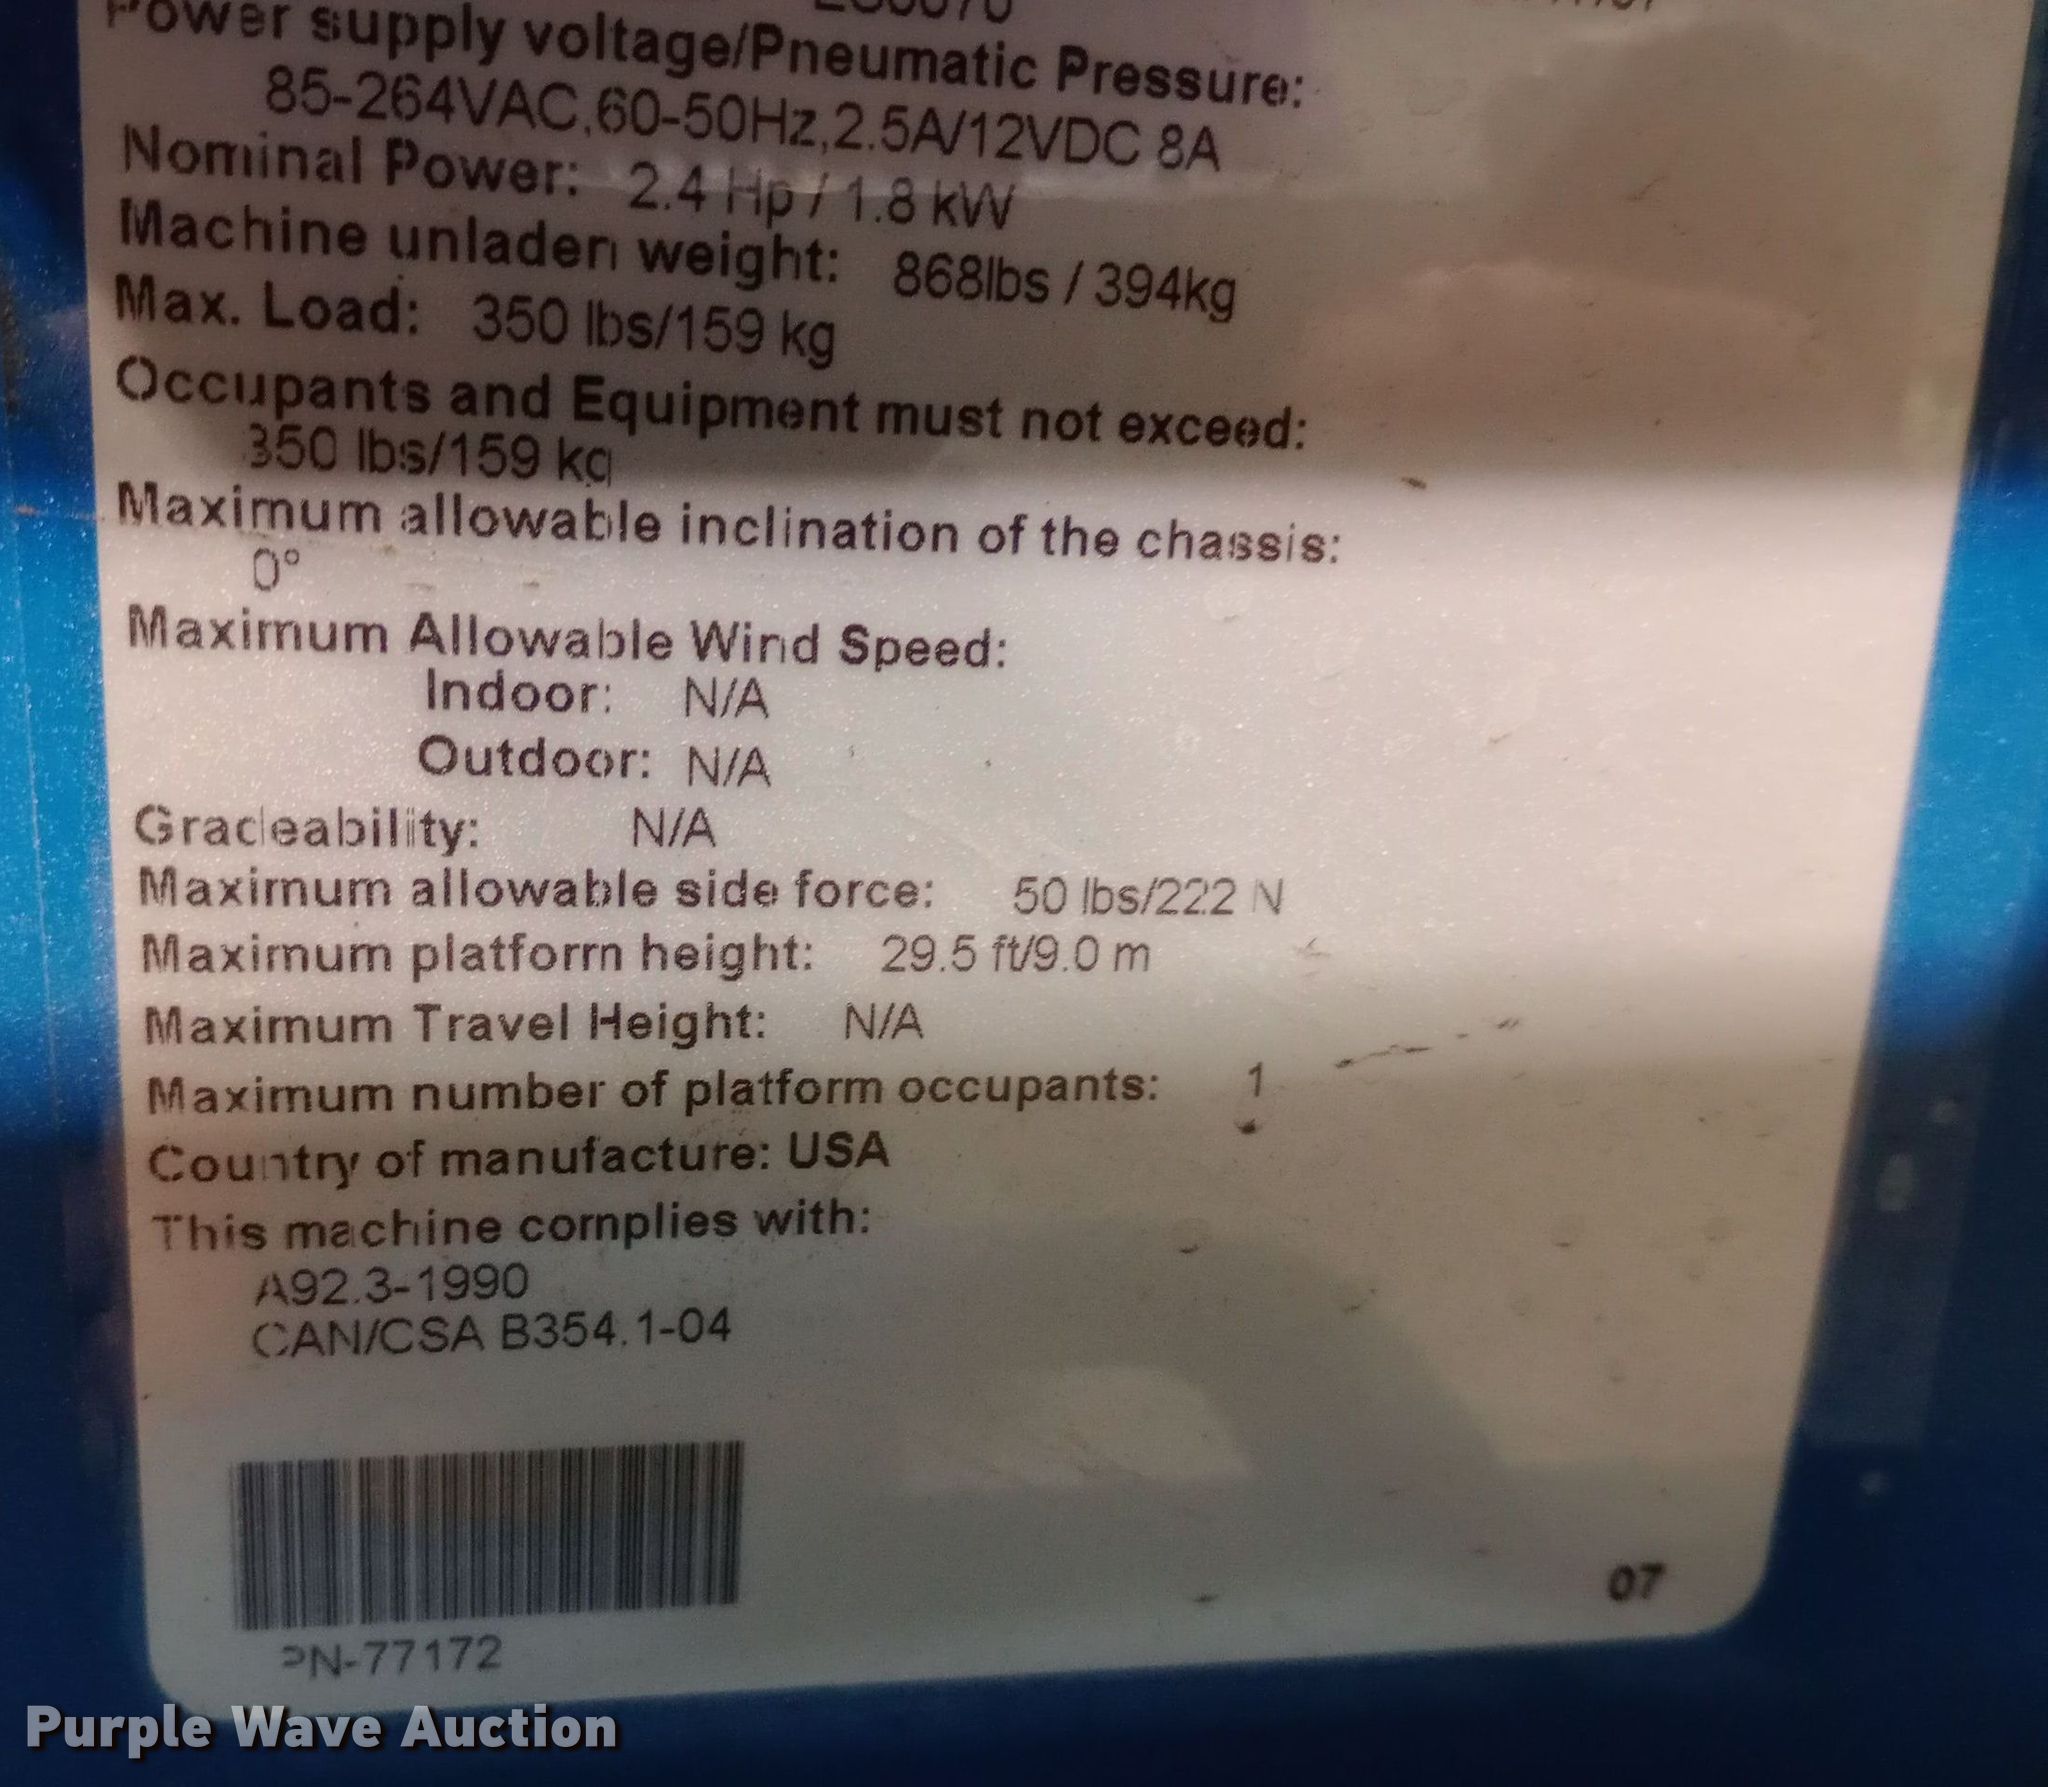 Power supply voltage/Pneumatic Pressure:
85-264VAC,60-50Hz,2.5A/12VDC 8A
Nominal Power: 2.4 Hp / 1.8 kW
Machine unladen weight: 868lbs / 394kg
Max. Load: 350 lbs/159 kg
Occupants and Equipment must not exceed:
350 lbs/159 kg
Maximum allowable inclination of the chassis:
0°
Maximum Allowable Wind Speed:
Indoor: N/A
Outdoor: N/A
Gradeability: N/A
Maximum allowable side force: 50 lbs/222 N
Maximum platform height: 29.5 ft/9.0 m
Maximum Travel Height: N/A
Maximum number of platform occupants: 1
Country of manufacture: USA
This machine complies with:
A92.3-1990
CAN/CSA B354.1-04
PN-77172
07
Purple Wave Auction